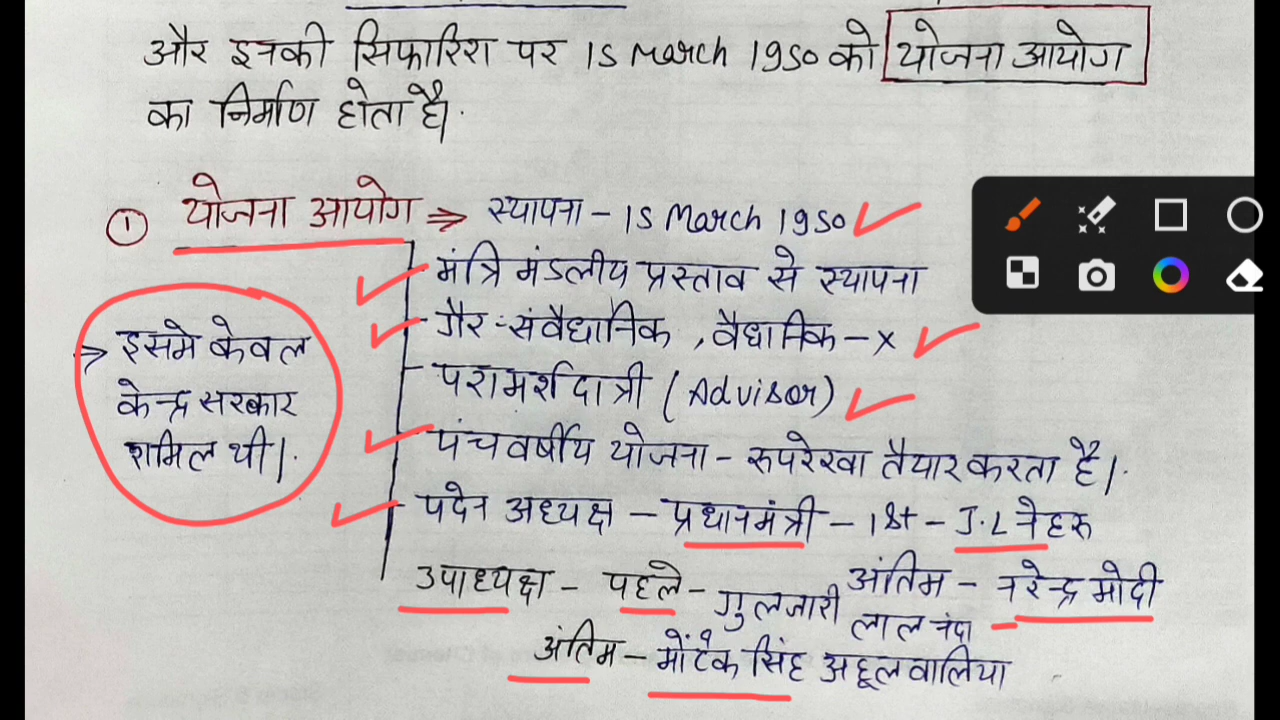 और इनकी सिफारिश पर 15 March 1950 को योजना आयोग
का निर्माण होता है।
① योजना आयोग ⇒ स्थापना - 15 March 1950
- मंत्रि मंडलीय प्रस्ताव से स्थापना
- गैर-संवैधानिक, वैधानिक - ×
- परामर्शदात्री (Advisor)
- पंचवर्षीय योजना - रुपरेखा तैयार करता है।
- पदेन अध्यक्ष - प्रधानमंत्री - 1st - J.L नेहरू
अंतिम - नरेन्द्र मोदी
उपाध्यक्ष - पहले - गुलजारी लाल नंदा
अंतिम - मोंटेक सिंह अहूलवालिया
⇒ इसमे केवल
केन्द्र सरकार
शामिल थी।